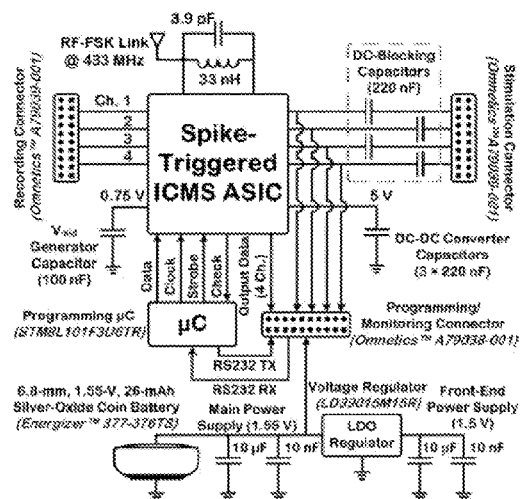 3.9 pF
RF-FSK Link
@ 433 MHz
33 nH
DC-Blocking
Capacitors
(220 nF)
Recording Connector
(Omnetics™ A79039-001)
Ch. 1
2
3
4
Spike-
Triggered
ICMS ASIC
Stimulation Connector
(Omnetics™ A79039-001)
0.75 V
5 V
Generator
Capacitor
(100 nF)
DC-DC Converter
Capacitors
(3 × 220 nF)
Data
Clock
Strobe
Check
Output Data
(4 Ch.)
Programming µC
(STM8L101F3U6TR)
µC
Programming/
Monitoring Connector
(Omnetics™ A79038-001)
RS232 TX
RS232 RX
6.8-mm, 1.55-V, 26-mAh
Silver-Oxide Coin Battery
(Energizer™ 377-376TS)
Main Power
Supply (1.55 V)
Voltage Regulator
(LD39015M15R)
Front-End
Power Supply
(1.5 V)
LDO
Regulator
10 µF
10 nF
10 µF
10 nF